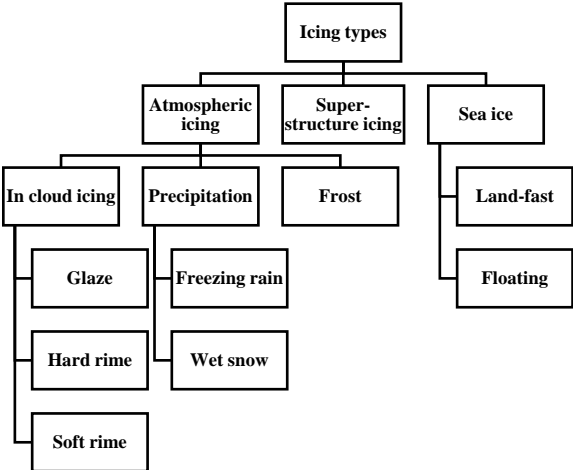 Icing types
Atmospheric
icing
Super-
structure icing
Sea ice
In cloud icing
Precipitation
Frost
Land-fast
Glaze
Freezing rain
Floating
Hard rime
Wet snow
Soft rime